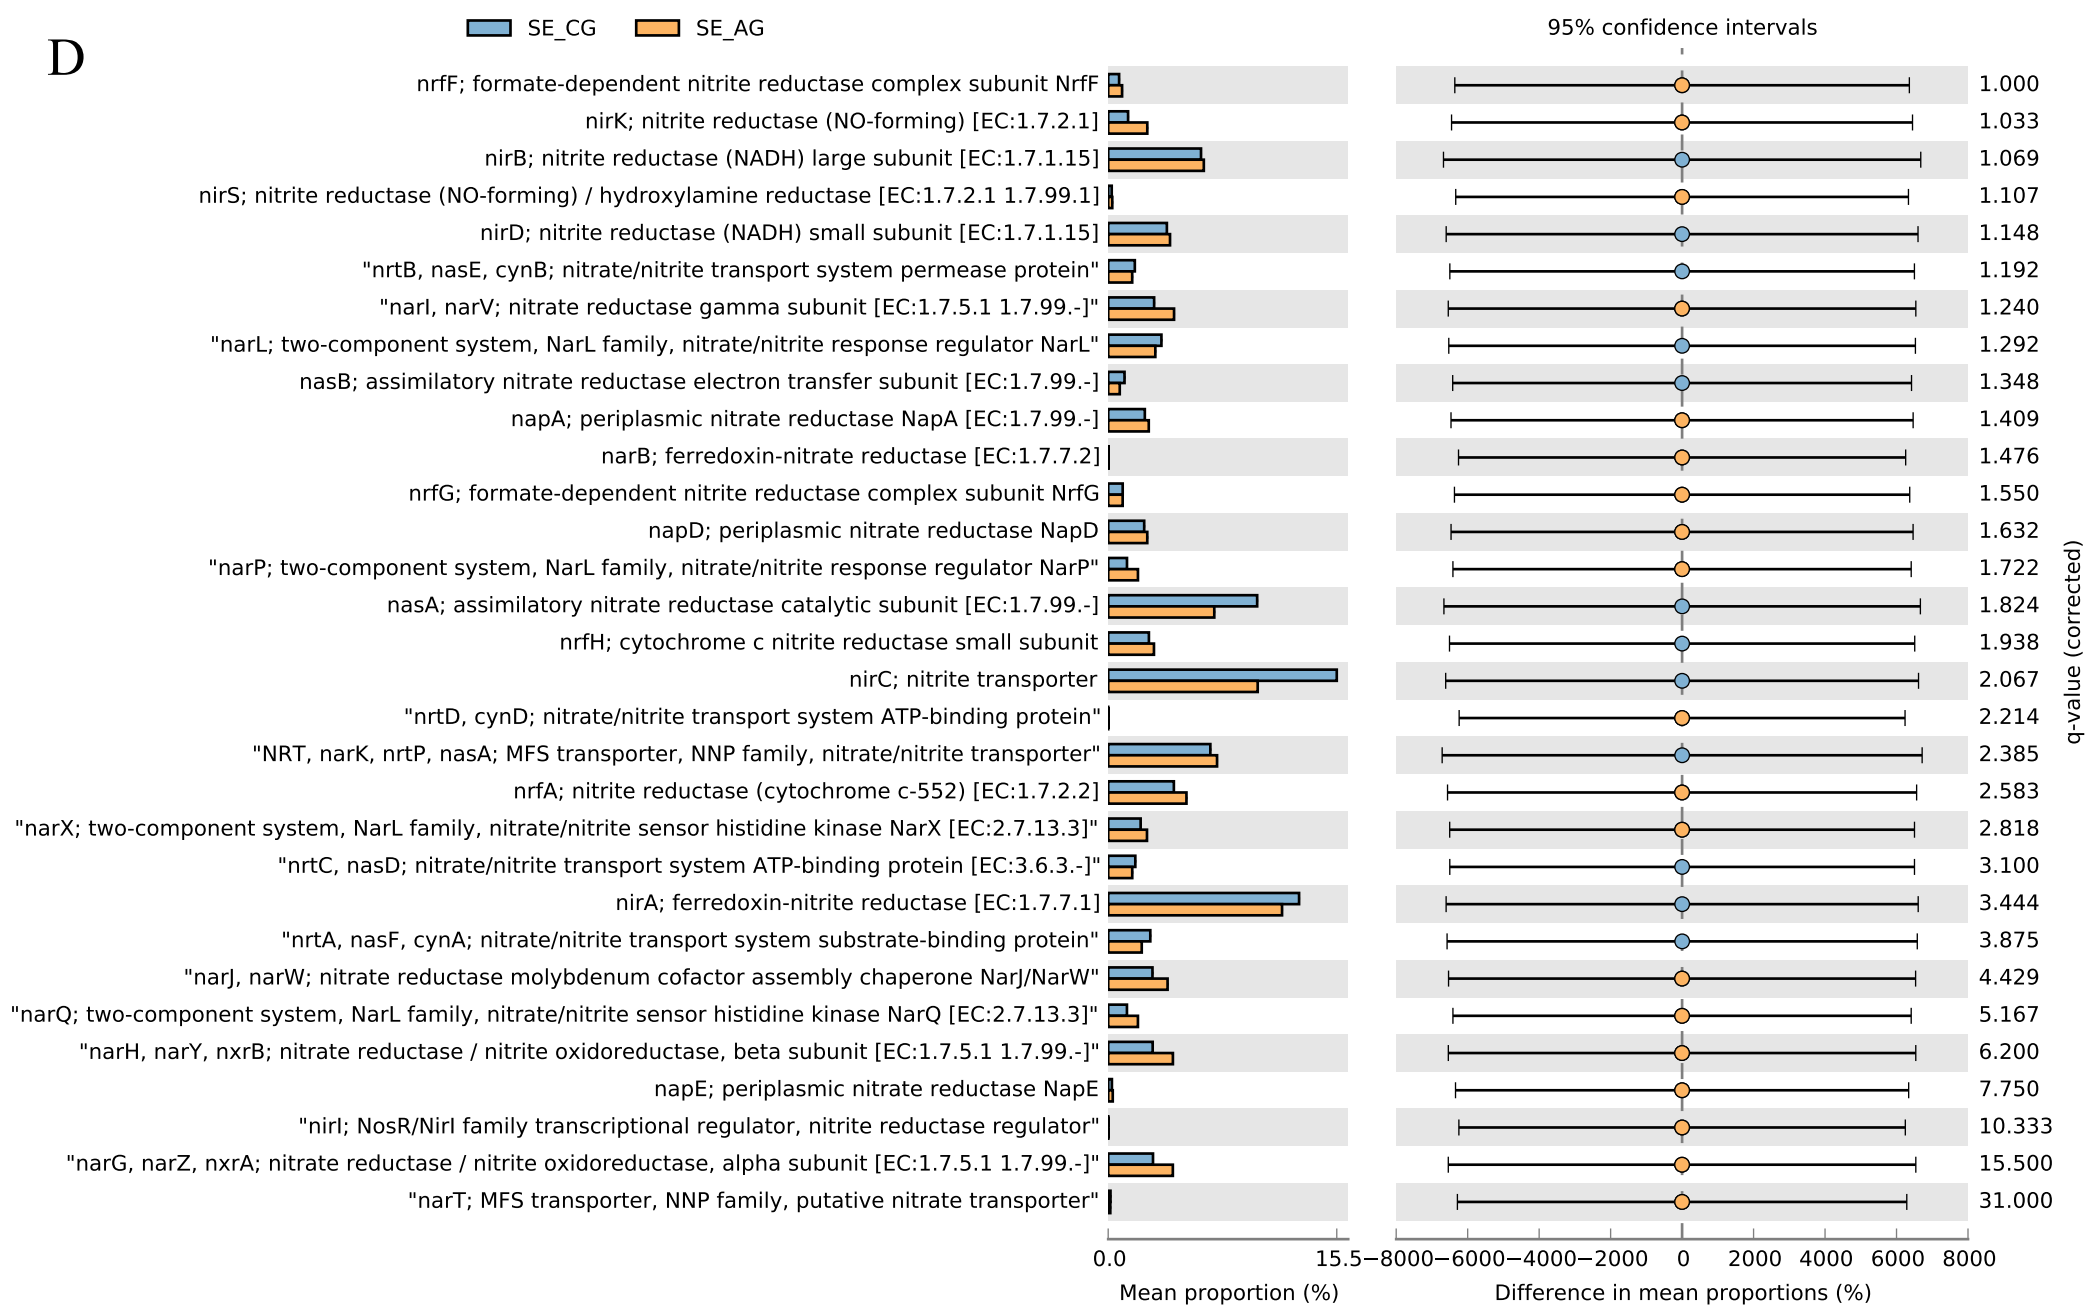 D
SE_CG SE_AG
95% confidence intervals
nrfF; formate-dependent nitrite reductase complex subunit NrfF 1.000
nirK; nitrite reductase (NO-forming) [EC:1.7.2.1] 1.033
nirB; nitrite reductase (NADH) large subunit [EC:1.7.1.15] 1.069
nirS; nitrite reductase (NO-forming) / hydroxylamine reductase [EC:1.7.2.1 1.7.99.1] 1.107
nirD; nitrite reductase (NADH) small subunit [EC:1.7.1.15] 1.148
"nrtB, nasE, cynB; nitrate/nitrite transport system permease protein" 1.192
"narI, narV; nitrate reductase gamma subunit [EC:1.7.5.1 1.7.99.-]" 1.240
"narL; two-component system, NarL family, nitrate/nitrite response regulator NarL" 1.292
nasB; assimilatory nitrate reductase electron transfer subunit [EC:1.7.99.-] 1.348
napA; periplasmic nitrate reductase NapA [EC:1.7.99.-] 1.409
narB; ferredoxin-nitrate reductase [EC:1.7.7.2] 1.476
nrfG; formate-dependent nitrite reductase complex subunit NrfG 1.550
napD; periplasmic nitrate reductase NapD 1.632
"narP; two-component system, NarL family, nitrate/nitrite response regulator NarP" 1.722
nasA; assimilatory nitrate reductase catalytic subunit [EC:1.7.99.-] 1.824
nrfH; cytochrome c nitrite reductase small subunit 1.938
nirC; nitrite transporter 2.067
"nrtD, cynD; nitrate/nitrite transport system ATP-binding protein" 2.214
"NRT, narK, nrtP, nasA; MFS transporter, NNP family, nitrate/nitrite transporter" 2.385
nrfA; nitrite reductase (cytochrome c-552) [EC:1.7.2.2] 2.583
"narX; two-component system, NarL family, nitrate/nitrite sensor histidine kinase NarX [EC:2.7.13.3]" 2.818
"nrtC, nasD; nitrate/nitrite transport system ATP-binding protein [EC:3.6.3.-]" 3.100
nirA; ferredoxin-nitrite reductase [EC:1.7.7.1] 3.444
"nrtA, nasF, cynA; nitrate/nitrite transport system substrate-binding protein" 3.875
"narJ, narW; nitrate reductase molybdenum cofactor assembly chaperone NarJ/NarW" 4.429
"narQ; two-component system, NarL family, nitrate/nitrite sensor histidine kinase NarQ [EC:2.7.13.3]" 5.167
"narH, narY, nxrB; nitrate reductase / nitrite oxidoreductase, beta subunit [EC:1.7.5.1 1.7.99.-]" 6.200
napE; periplasmic nitrate reductase NapE 7.750
"nirI; NosR/NirI family transcriptional regulator, nitrite reductase regulator" 10.333
"narG, narZ, nxrA; nitrate reductase / nitrite oxidoreductase, alpha subunit [EC:1.7.5.1 1.7.99.-]" 15.500
"narT; MFS transporter, NNP family, putative nitrate transporter" 31.000
q-value (corrected)
0.0 15.5 −8000 −6000 −4000 −2000 0 2000 4000 6000 8000
Mean proportion (%) Difference in mean proportions (%)